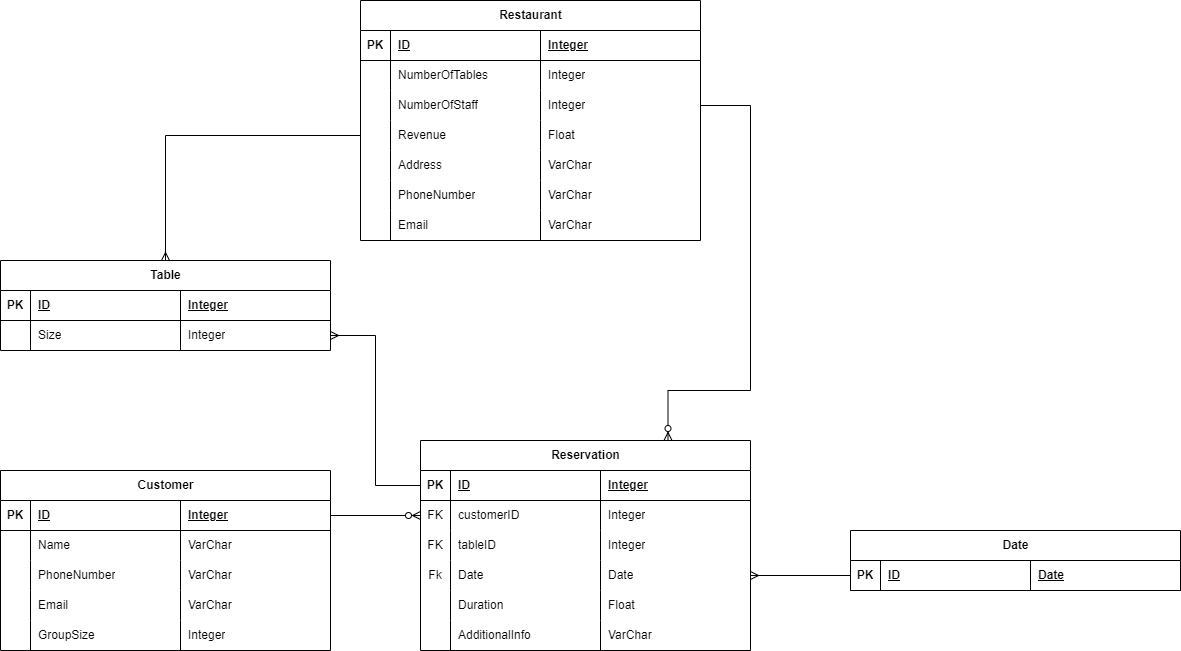 Restaurant
PK ID Integer
NumberOfTables Integer
NumberOfStaff Integer
Revenue Float
Address VarChar
PhoneNumber VarChar
Email VarChar
Table
PK ID Integer
Size Integer
Customer
PK ID Integer
Name VarChar
PhoneNumber VarChar
Email VarChar
GroupSize Integer
Reservation
PK ID Integer
FK customerID Integer
FK tableID Integer
Fk Date Date
Duration Float
AdditionalInfo VarChar
Date
PK ID Date